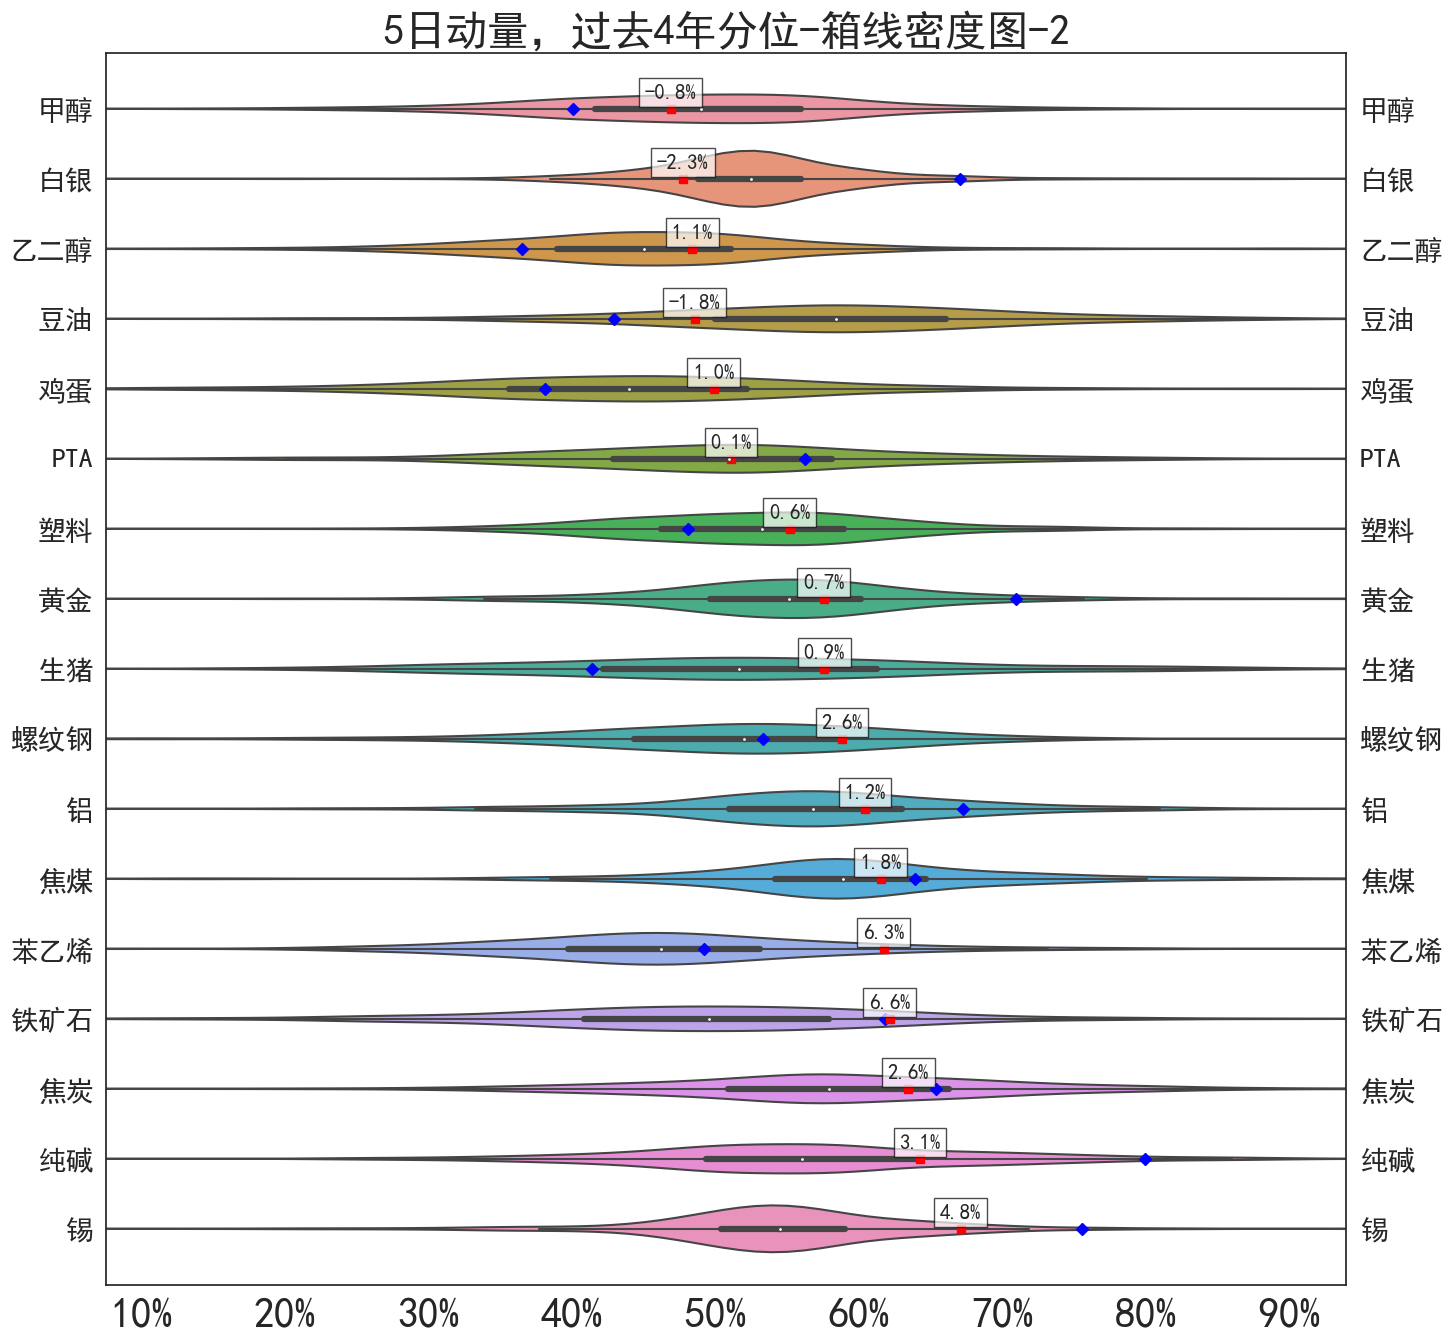 5日动量，过去4年分位-箱线密度图-2
甲醇 -0.8% 甲醇
白银 -2.3% 白银
乙二醇 1.1% 乙二醇
豆油 -1.8% 豆油
鸡蛋 1.0% 鸡蛋
PTA 0.1% PTA
塑料 0.6% 塑料
黄金 0.7% 黄金
生猪 0.9% 生猪
螺纹钢 2.6% 螺纹钢
铝 1.2% 铝
焦煤 1.8% 焦煤
苯乙烯 6.3% 苯乙烯
铁矿石 6.6% 铁矿石
焦炭 2.6% 焦炭
纯碱 3.1% 纯碱
锡 4.8% 锡
10% 20% 30% 40% 50% 60% 70% 80% 90%